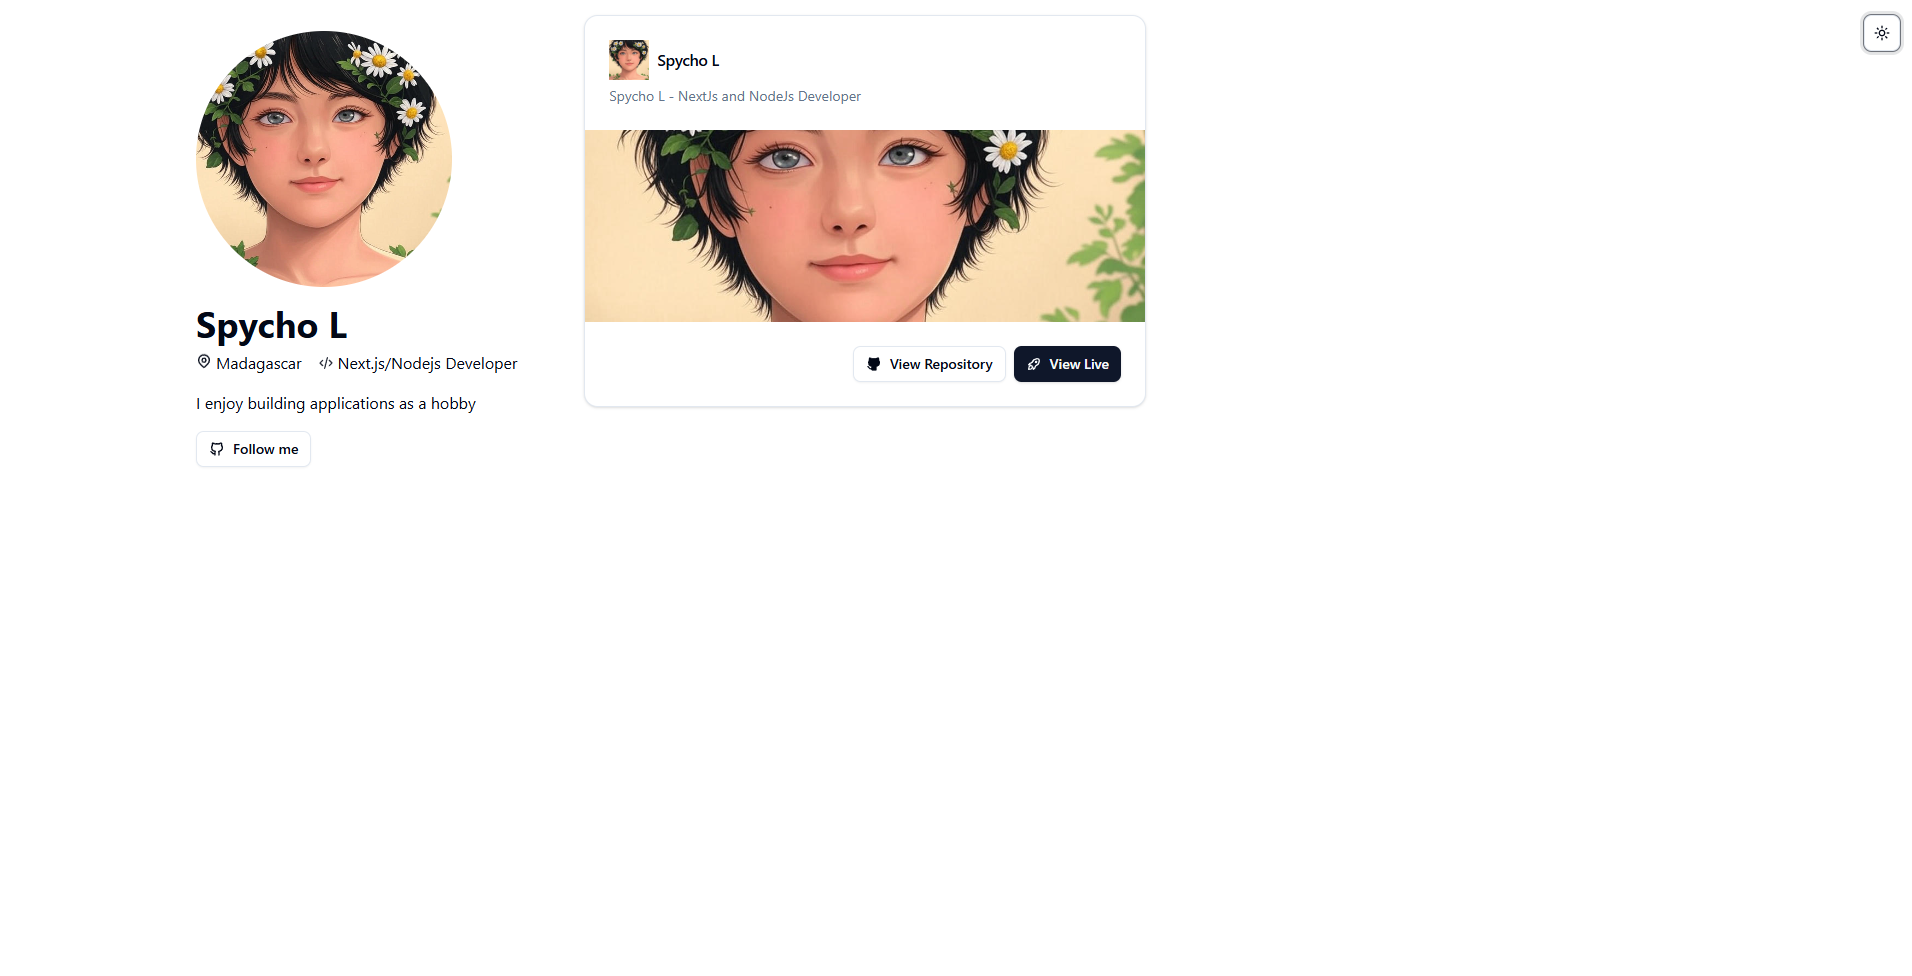 Spycho L
Madagascar
Next.js/Nodejs Developer
I enjoy building applications as a hobby
Follow me
Spycho L
Spycho L - NextJs and NodeJs Developer
View Repository
View Live